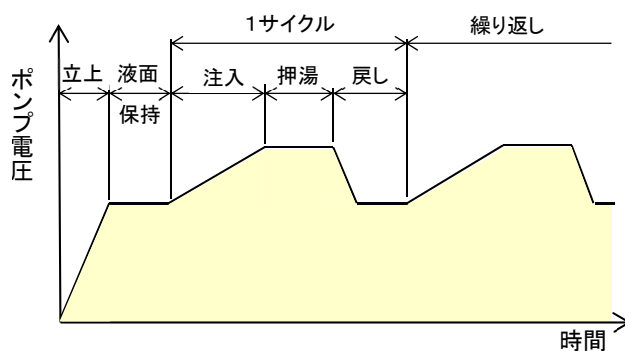 1サイクル
繰り返し
立上
液面
保持
注入
押湯
戻し
ポンプ電圧
時間